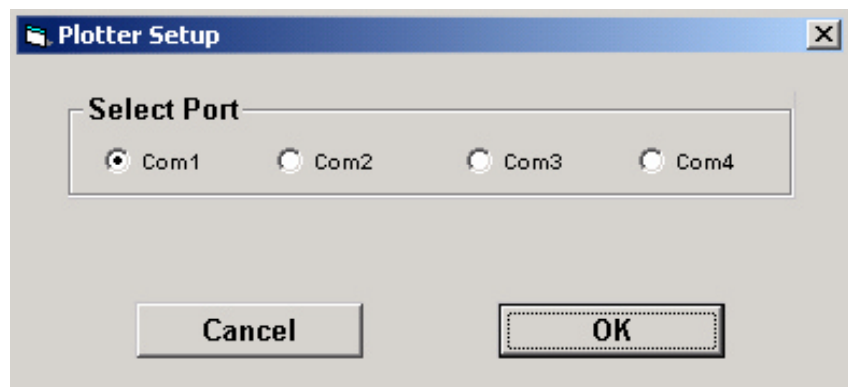 Plotter Setup
Select Port
Com1 Com2 Com3 Com4
Cancel OK